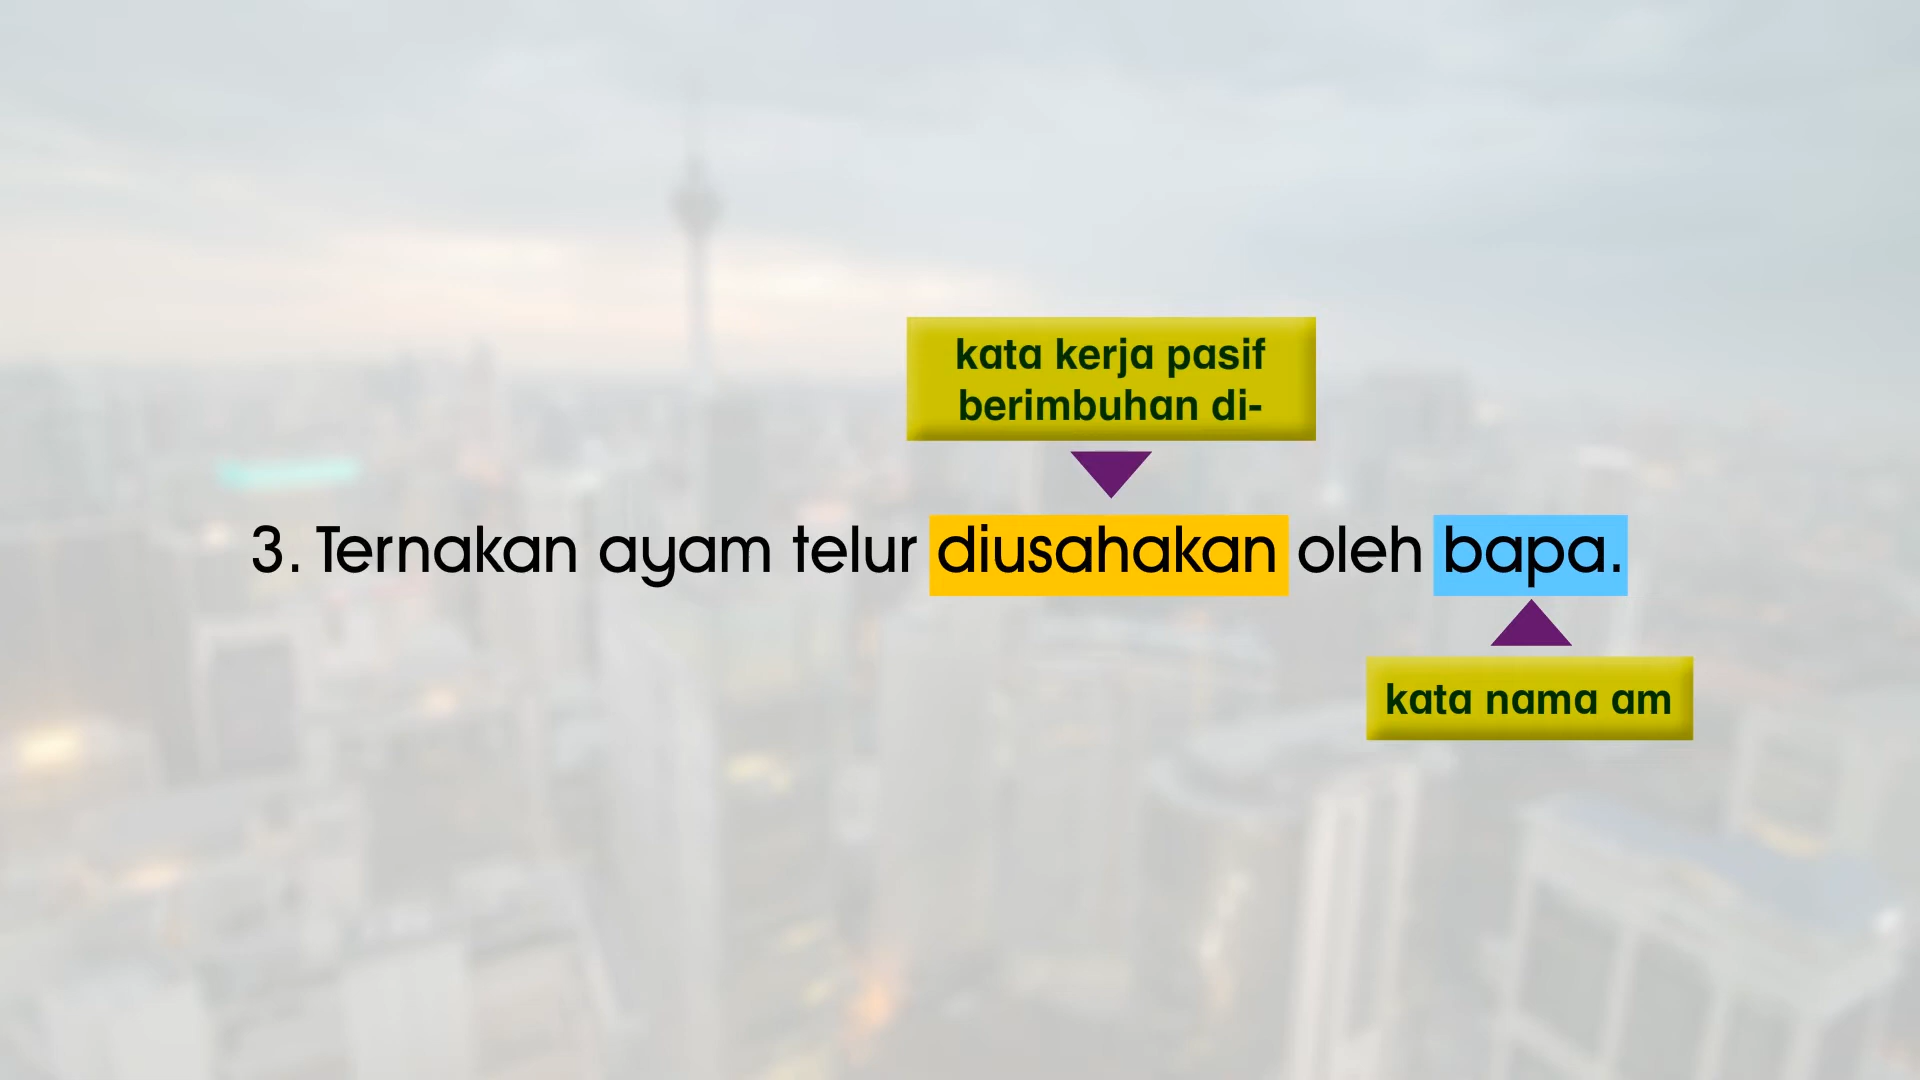 kata kerja pasif
berimbuhan di-
3. Ternakan ayam telur diusahakan oleh bapa.
kata nama am